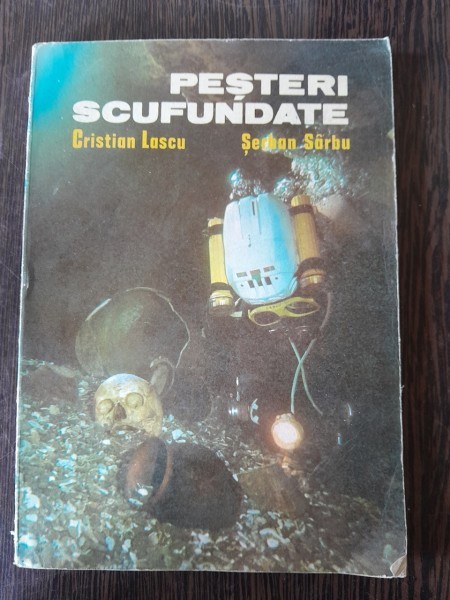 PEȘTERI
SCUFUNDATE
Cristian Lascu Șerban Sârbu